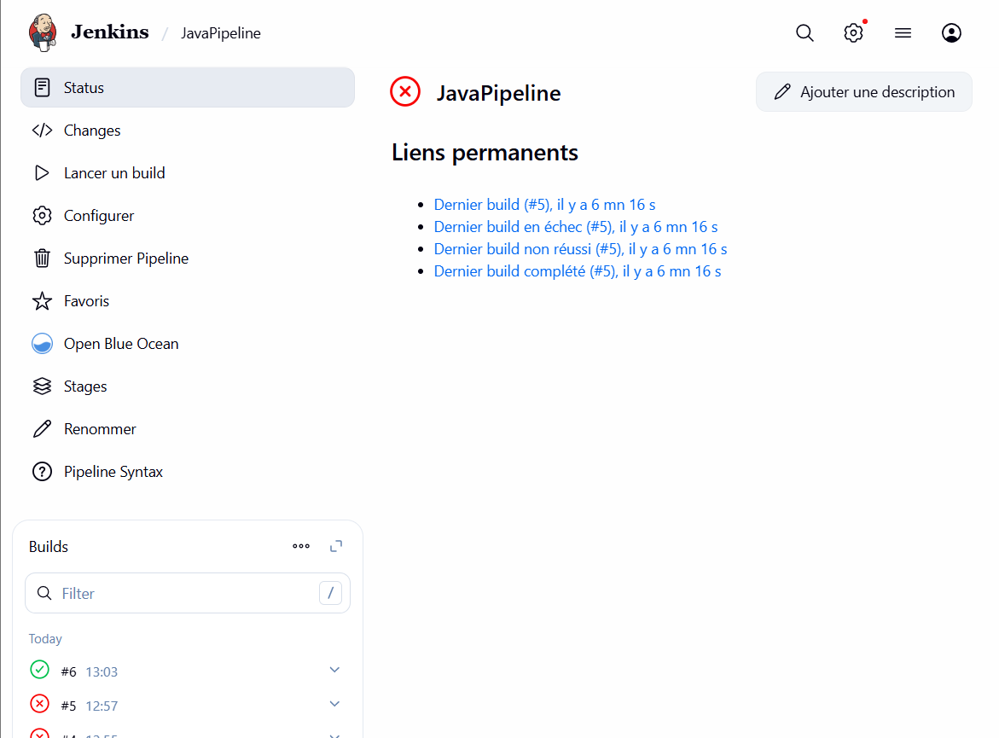 Jenkins / JavaPipeline
Status
Changes
Lancer un build
Configurer
Supprimer Pipeline
Favoris
Open Blue Ocean
Stages
Renommer
Pipeline Syntax
Builds
Filter /
Today
#6 13:03
#5 12:57
JavaPipeline
Ajouter une description
Liens permanents
Dernier build (#5), il y a 6 mn 16 s
Dernier build en échec (#5), il y a 6 mn 16 s
Dernier build non réussi (#5), il y a 6 mn 16 s
Dernier build complété (#5), il y a 6 mn 16 s